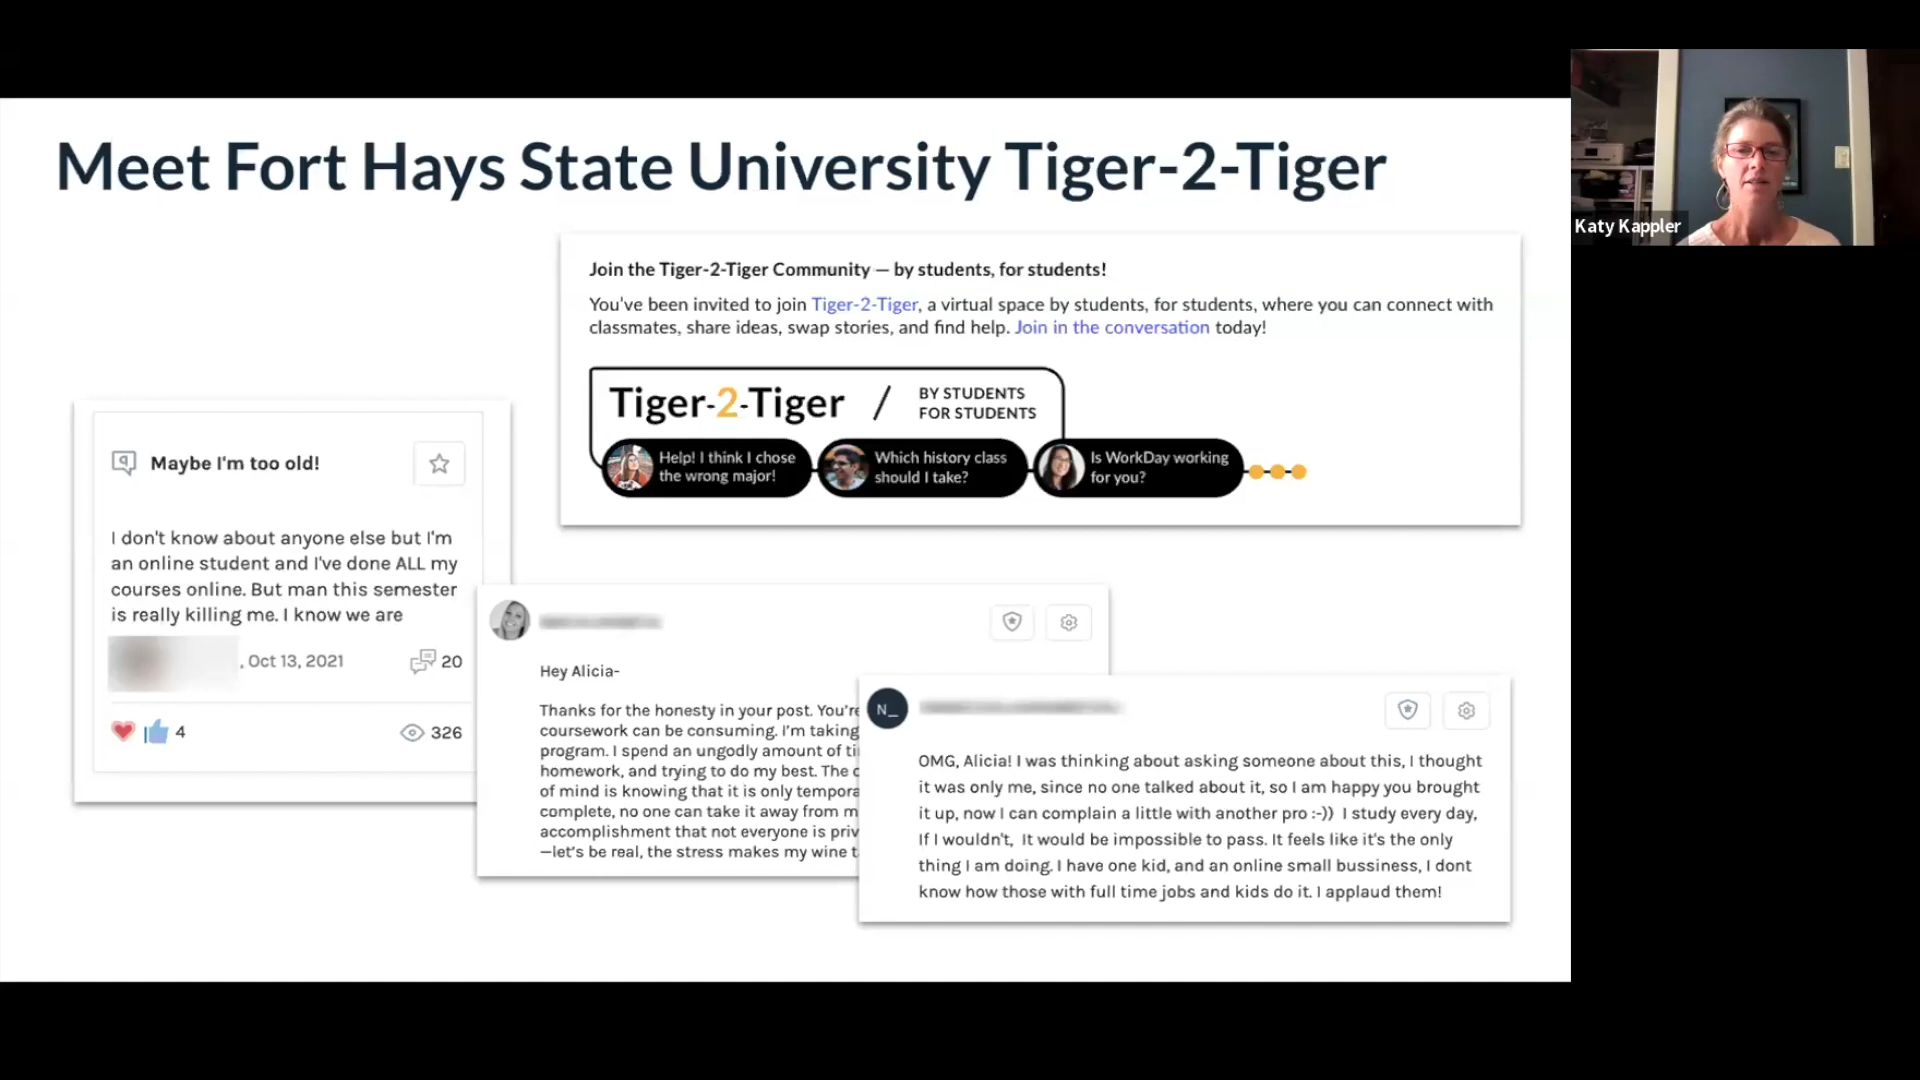 Meet Fort Hays State University Tiger-2-Tiger
Katy Kappler
Join the Tiger-2-Tiger Community — by students, for students!
You've been invited to join Tiger-2-Tiger, a virtual space by students, for students, where you can connect with
classmates, share ideas, swap stories, and find help. Join in the conversation today!
Tiger-2-Tiger / BY STUDENTS
FOR STUDENTS
Help! I think I chose
the wrong major!
Which history class
should I take?
Is WorkDay working
for you?
Maybe I'm too old!
I don't know about anyone else but I'm
an online student and I've done ALL my
courses online. But man this semester
is really killing me. I know we are
, Oct 13, 2021
20
4
326
Hey Alicia-
Thanks for the honesty in your post. You're
coursework can be consuming. I'm taking
program. I spend an ungodly amount of
homework, and trying to do my best. The
of mind is knowing that it is only
complete, no one can take it away from
accomplishment that not everyone is
—let's be real, the stress makes my wine
N_
OMG, Alicia! I was thinking about asking someone about this, I thought
it was only me, since no one talked about it, so I am happy you brought
it up, now I can complain a little with another pro :-)) I study every day,
If I wouldn't, It would be impossible to pass. It feels like it's the only
thing I am doing. I have one kid, and an online small bussiness, I dont
know how those with full time jobs and kids do it. I applaud them!